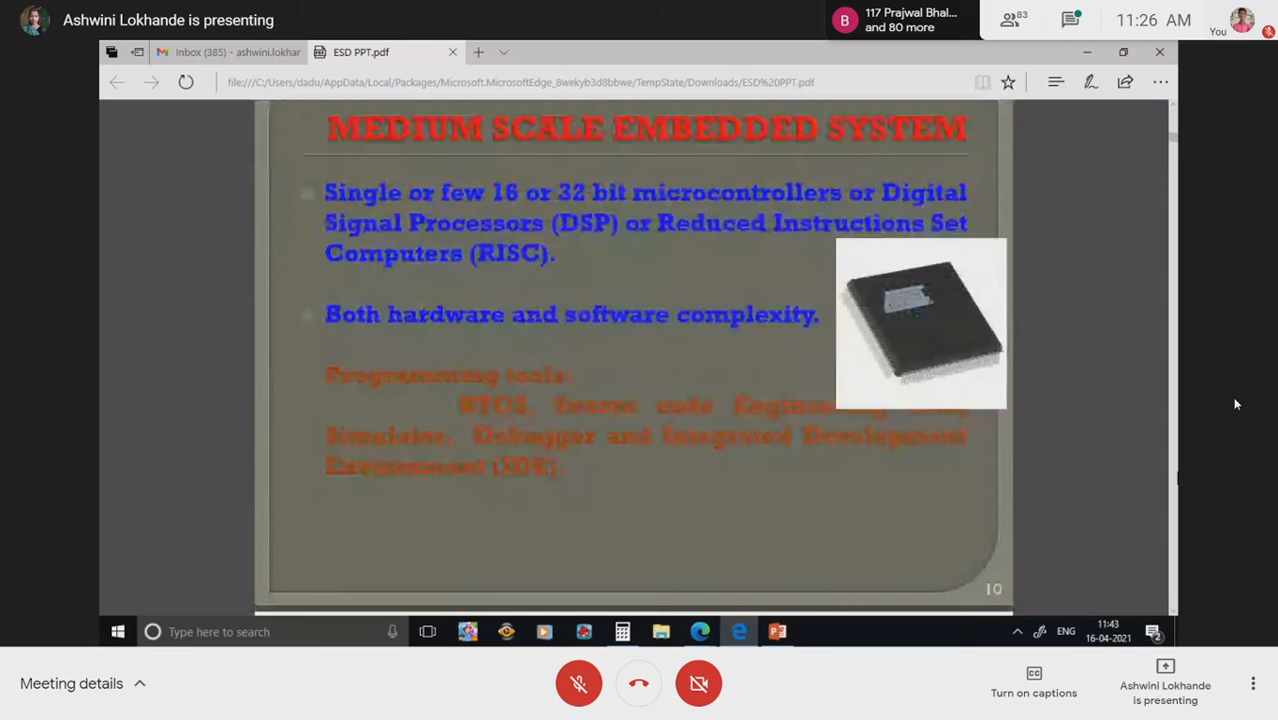 Ashwini Lokhande is presenting
B 117 Prajwal Bhal...
and 80 more
83
11:26 AM
You
Inbox (385) - ashwini.lokhar
ESD PPT.pdf
file:///C:/Users/dadu/AppData/Local/Packages/Microsoft.MicrosoftEdge_8wekyb3d8bbwe/TempState/Downloads/ESD%20PPT.pdf
MEDIUM SCALE EMBEDDED SYSTEM
Single or few 16 or 32 bit microcontrollers or Digital
Signal Processors (DSP) or Reduced Instructions Set
Computers (RISC).
Both hardware and software complexity.
Programming tools:
RTOS, Source code Engineering
Simulator, Debugger and Integrated Development
Environment (IDE).
10
Type here to search
ENG
11:43
16-04-2021
2
Meeting details
Turn on captions
Ashwini Lokhande
is presenting